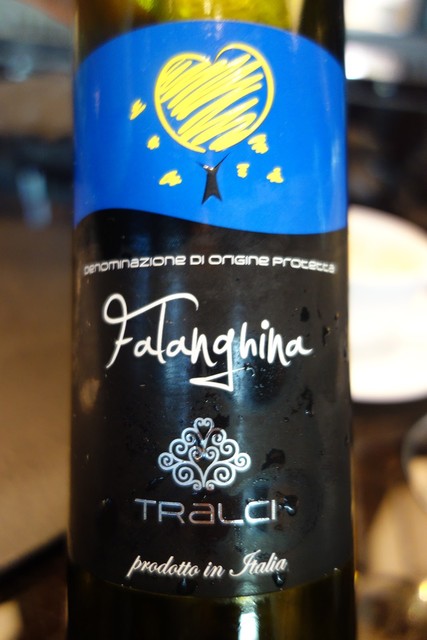 DENOMINAZIONE DI ORIGINE PROTETTA
Falanghina
TRaLCI
prodotto in Italia